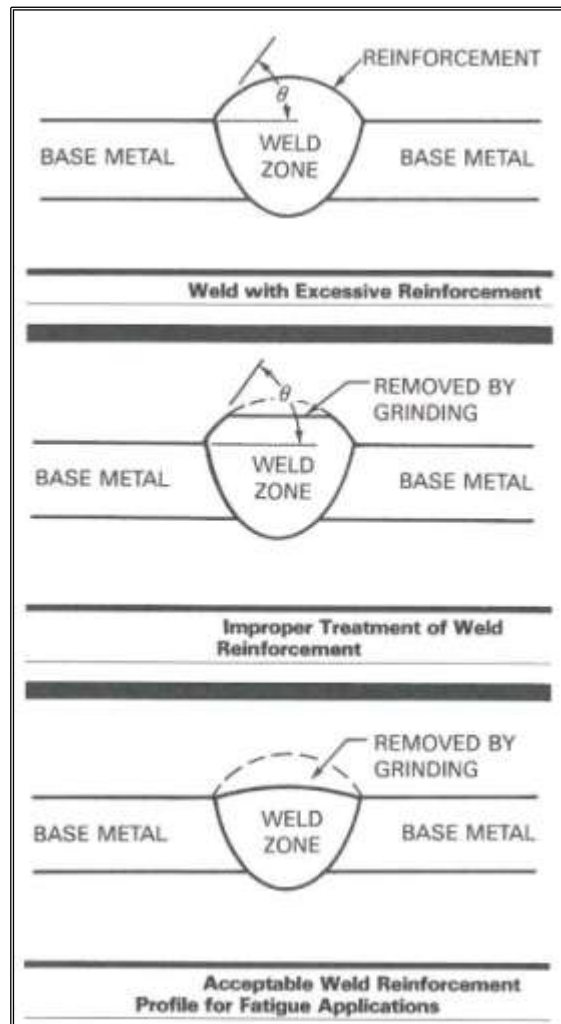 REINFORCEMENT
θ
BASE METAL
WELD
ZONE
BASE METAL
Weld with Excessive Reinforcement
θ
REMOVED BY
GRINDING
BASE METAL
WELD
ZONE
BASE METAL
Improper Treatment of Weld
Reinforcement
REMOVED BY
GRINDING
BASE METAL
WELD
ZONE
BASE METAL
Acceptable Weld Reinforcement
Profile for Fatigue Applications